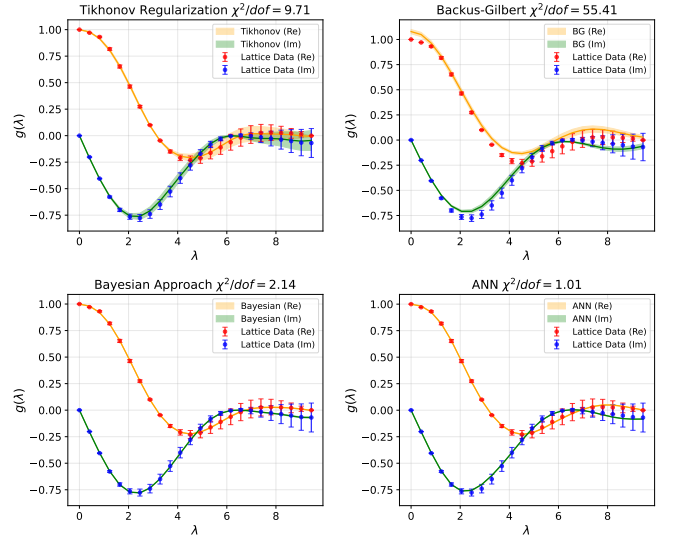 Tikhonov Regularization χ²/dof = 9.71
1.00
0.75
0.50
0.25
0.00
−0.25
−0.50
−0.75
g(λ)
Tikhonov (Re)
Tikhonov (Im)
Lattice Data (Re)
Lattice Data (Im)
0 2 4 6 8
λ
Backus-Gilbert χ²/dof = 55.41
1.00
0.75
0.50
0.25
0.00
−0.25
−0.50
−0.75
g(λ)
BG (Re)
BG (Im)
Lattice Data (Re)
Lattice Data (Im)
0 2 4 6 8
λ
Bayesian Approach χ²/dof = 2.14
1.00
0.75
0.50
0.25
0.00
−0.25
−0.50
−0.75
g(λ)
Bayesian (Re)
Bayesian (Im)
Lattice Data (Re)
Lattice Data (Im)
0 2 4 6 8
λ
ANN χ²/dof = 1.01
1.00
0.75
0.50
0.25
0.00
−0.25
−0.50
−0.75
g(λ)
ANN (Re)
ANN (Im)
Lattice Data (Re)
Lattice Data (Im)
0 2 4 6 8
λ